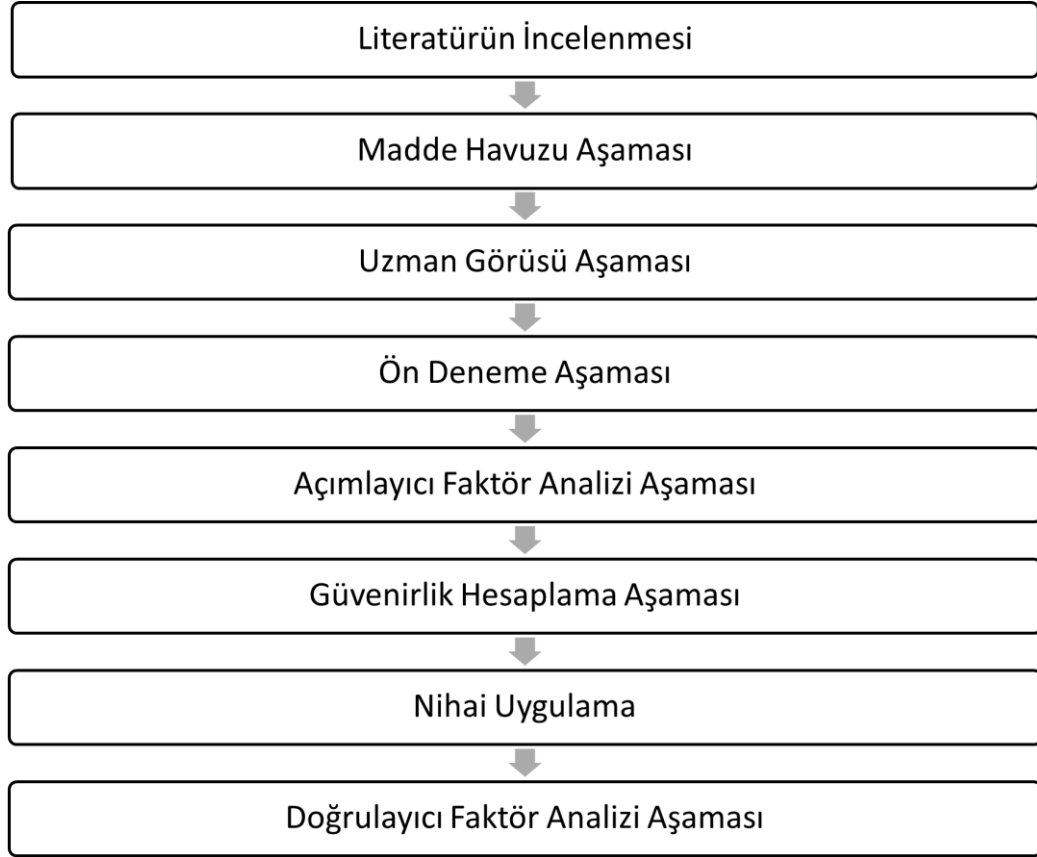 Literatürün İncelenmesi
Madde Havuzu Aşaması
Uzman Görüsü Aşaması
Ön Deneme Aşaması
Açımlayıcı Faktör Analizi Aşaması
Güvenirlik Hesaplama Aşaması
Nihai Uygulama
Doğrulayıcı Faktör Analizi Aşaması